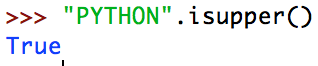 >>> "PYTHON".isupper()
True